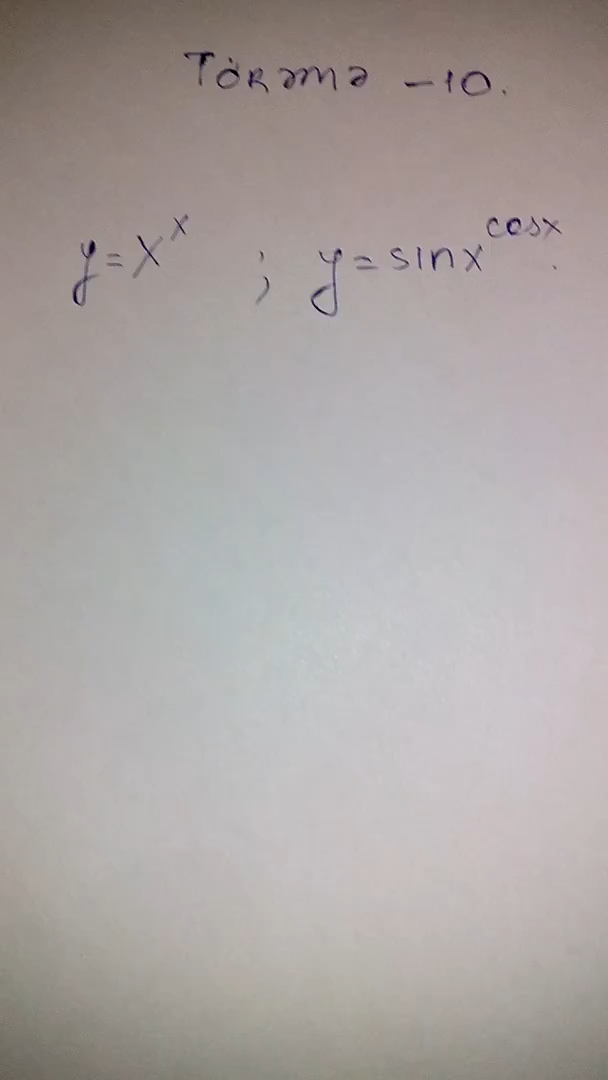 Törəmə -10.
y=x^x ; y=sinx^cosx.